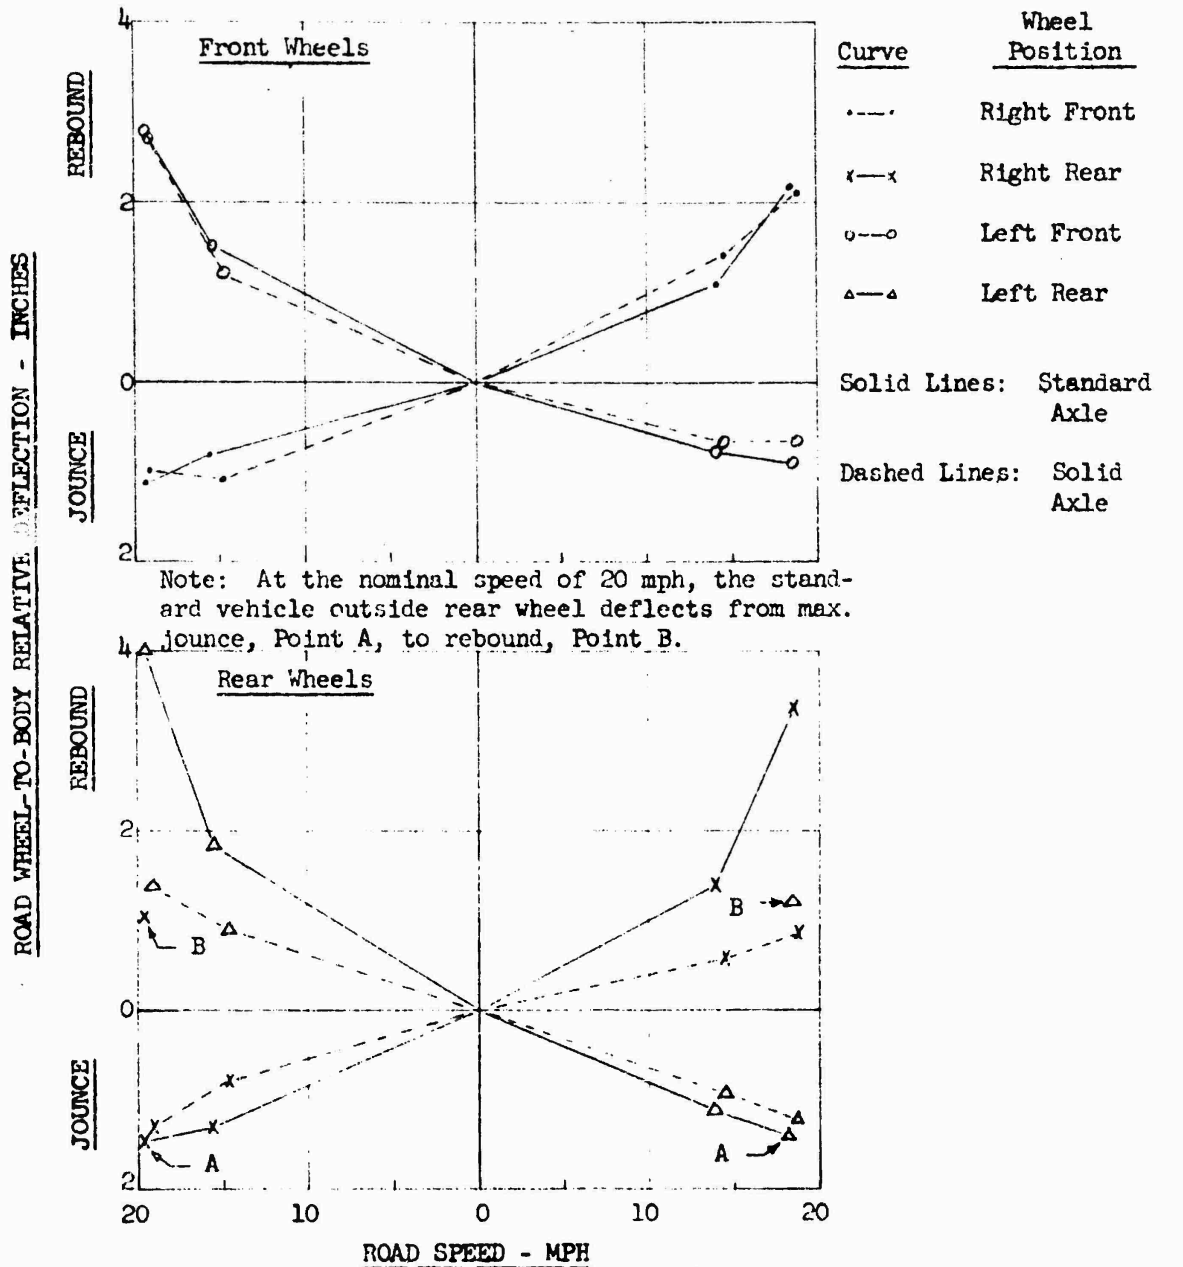 4
Front Wheels
REBOUND
2
0
JOUNCE
2
Curve
Wheel
Position
Right Front
Right Rear
Left Front
Left Rear
Solid Lines: Standard
Axle
Dashed Lines: Solid
Axle
ROAD WHEEL-TO-BODY RELATIVE DEFLECTION - INCHES
Note: At the nominal speed of 20 mph, the stand-
ard vehicle outside rear wheel deflects from max.
jounce, Point A, to rebound, Point B.
4
Rear Wheels
REBOUND
2
B
B
0
JOUNCE
A
A
2
20 10 0 10 20
ROAD SPEED - MPH